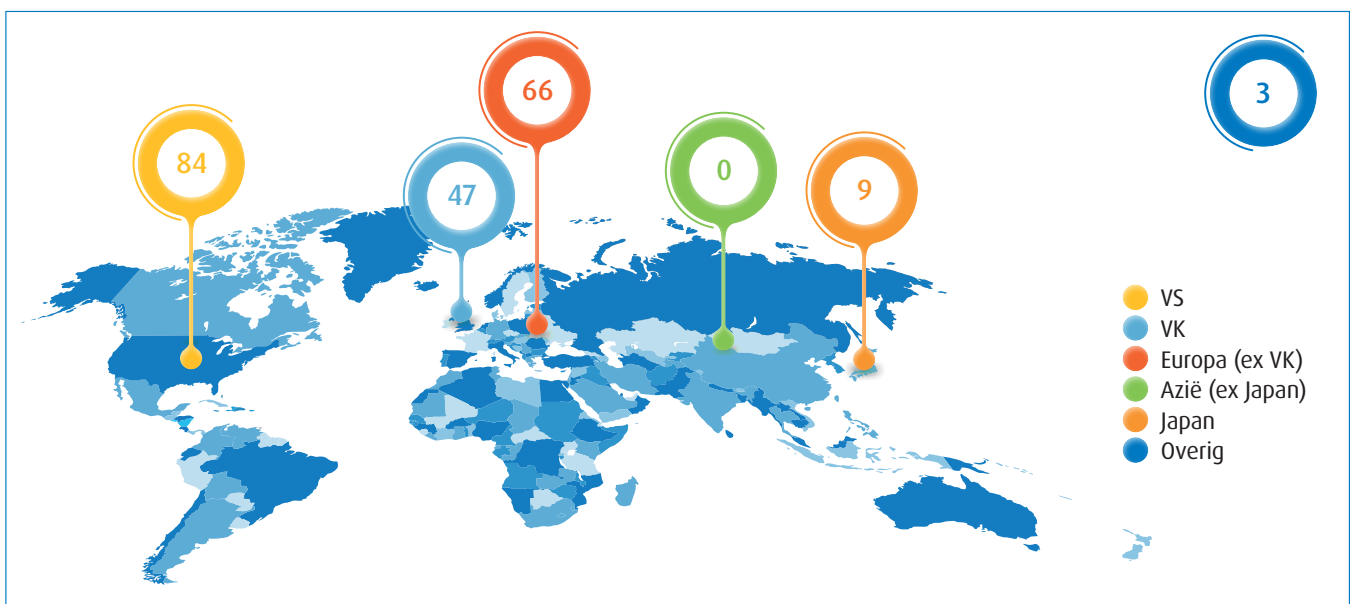 66
3
84
47
0
9
VS
VK
Europa (ex VK)
Azië (ex Japan)
Japan
Overig